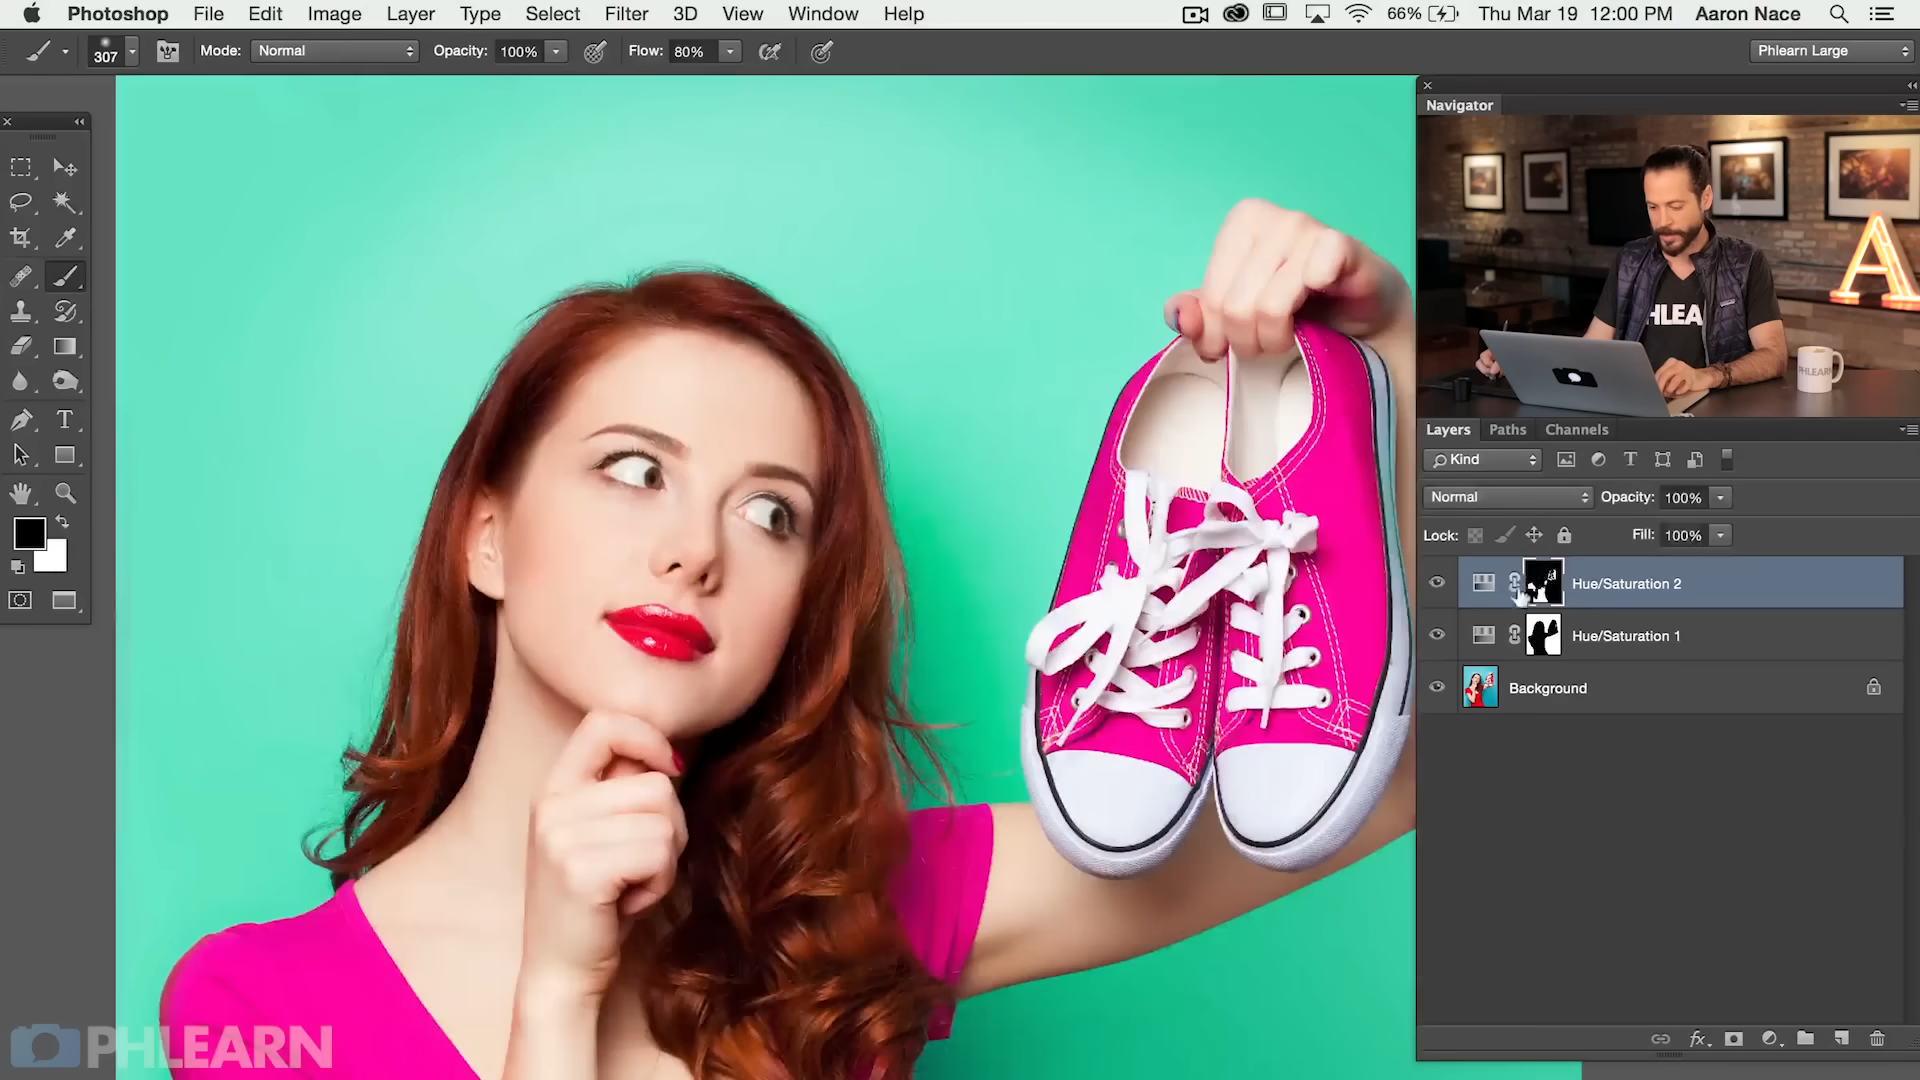 Photoshop File Edit Image Layer Type Select Filter 3D View Window Help 66% Thu Mar 19 12:00 PM Aaron Nace
307 Mode: Normal Opacity: 100% Flow: 80% Phlearn Large
Navigator
HLEA
PHLEARN
A
Layers Paths Channels
Kind
Normal Opacity: 100%
Lock: Fill: 100%
Hue/Saturation 2
Hue/Saturation 1
Background
fx
T
PHLEARN